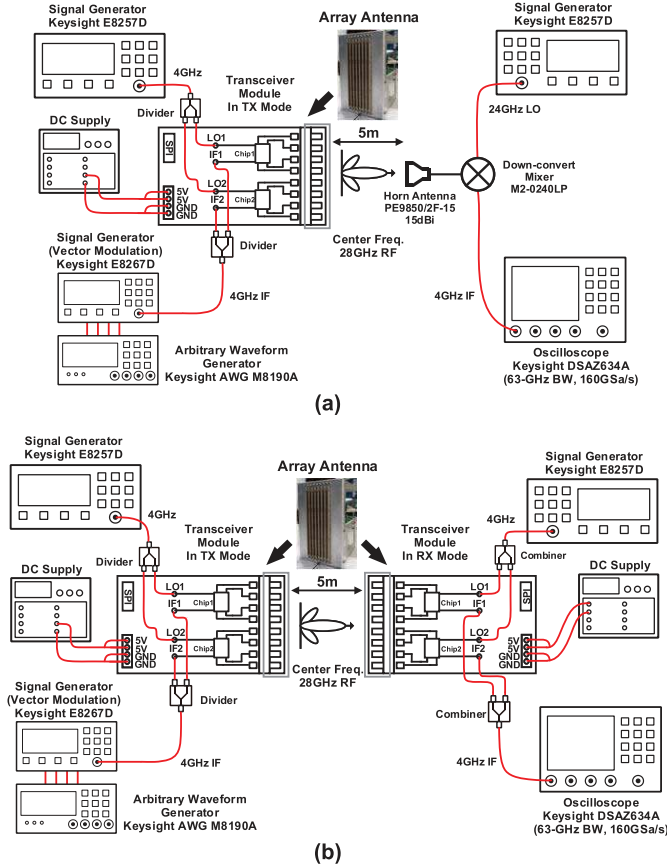 Signal Generator
Keysight E8257D
4GHz
Divider
Transceiver
Module
In TX Mode
Array Antenna
DC Supply
SPI
LO1
IF1
Chip1
LO2
IF2
Chip2
5V
5V
GND
GND
5m
Center Freq.
28GHz RF
Horn Antenna
PE9850/2F-15
15dBi
Signal Generator
Keysight E8257D
24GHz LO
Down-convert
Mixer
M2-0240LP
4GHz IF
Oscilloscope
Keysight DSAZ634A
(63-GHz BW, 160GSa/s)
Signal Generator
(Vector Modulation)
Keysight E8267D
Divider
4GHz IF
Arbitrary Waveform
Generator
Keysight AWG M8190A
(a)
Signal Generator
Keysight E8257D
4GHz
Divider
Transceiver
Module
In TX Mode
Array Antenna
DC Supply
SPI
LO1
IF1
Chip1
LO2
IF2
Chip2
5V
5V
GND
GND
5m
Center Freq.
28GHz RF
Transceiver
Module
In RX Mode
Signal Generator
Keysight E8257D
4GHz
Combiner
DC Supply
LO1
IF1
Chip1
LO2
IF2
Chip2
SPI
5V
5V
GND
GND
Signal Generator
(Vector Modulation)
Keysight E8267D
Divider
4GHz IF
Arbitrary Waveform
Generator
Keysight AWG M8190A
Combiner
4GHz IF
Oscilloscope
Keysight DSAZ634A
(63-GHz BW, 160GSa/s)
(b)